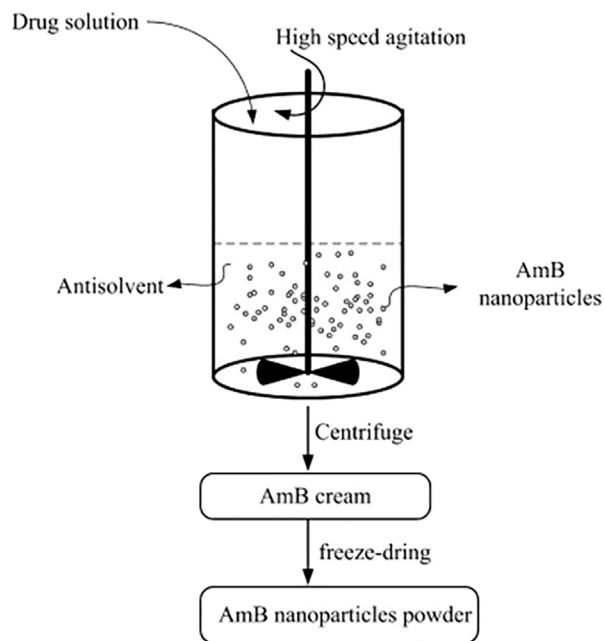 Drug solution
High speed agitation
Antisolvent
AmB
nanoparticles
Centrifuge
AmB cream
freeze-dring
AmB nanoparticles powder